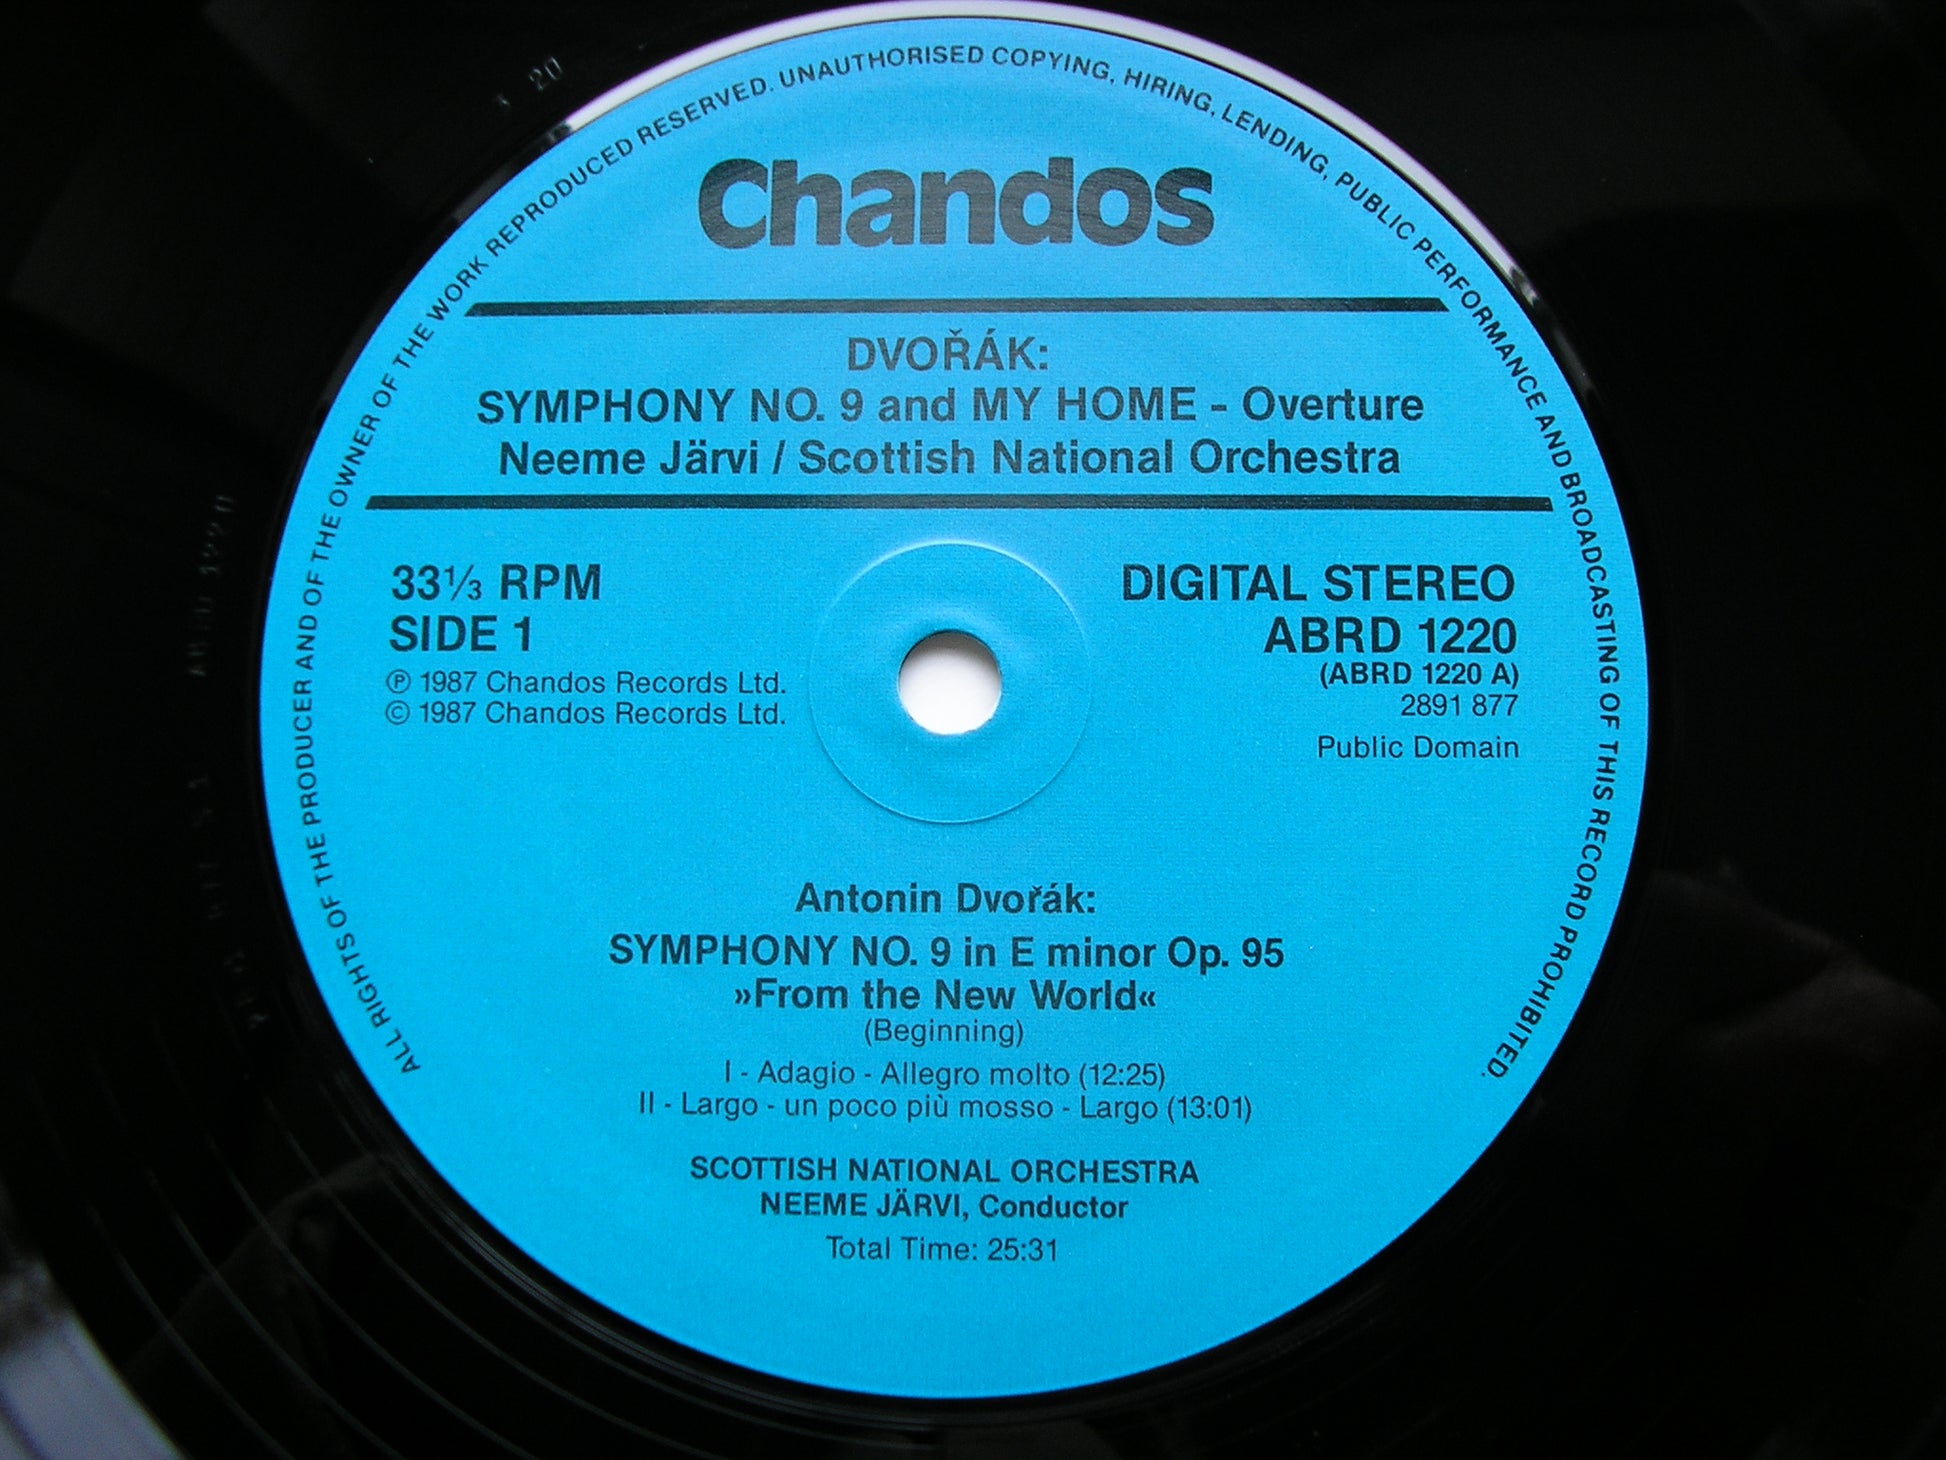 ALL RIGHTS OF THE PRODUCER AND OF THE OWNER OF THE WORK REPRODUCED RESERVED. UNAUTHORISED COPYING, HIRING, LENDING, PUBLIC PERFORMANCE AND BROADCASTING OF THIS RECORD PROHIBITED.
Chandos
DVOŘÁK:
SYMPHONY NO. 9 and MY HOME - Overture
Neeme Järvi / Scottish National Orchestra
33⅓ RPM
SIDE 1
℗ 1987 Chandos Records Ltd.
© 1987 Chandos Records Ltd.
DIGITAL STEREO
ABRD 1220
(ABRD 1220 A)
2891 877
Public Domain
Antonin Dvořák:
SYMPHONY NO. 9 in E minor Op. 95
»From the New World«
(Beginning)
I - Adagio - Allegro molto (12:25)
II - Largo - un poco più mosso - Largo (13:01)
SCOTTISH NATIONAL ORCHESTRA
NEEME JÄRVI, Conductor
Total Time: 25:31